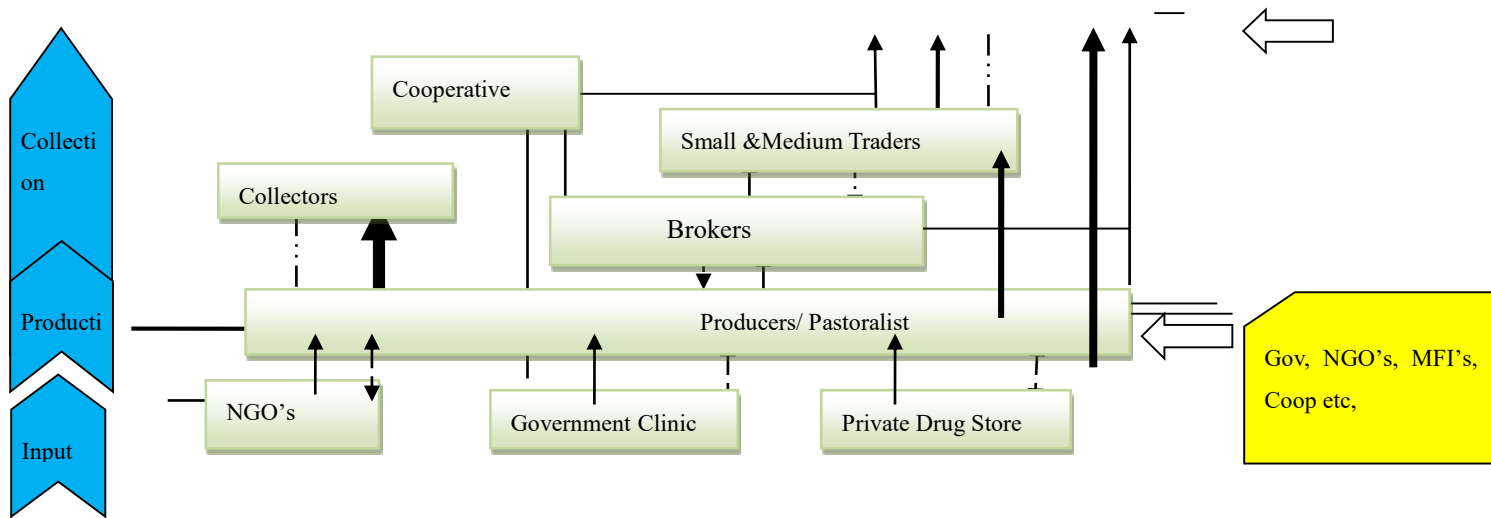 Cooperative
Collecti
on
Small &Medium Traders
Collectors
Brokers
Producti
Producers/ Pastoralist
Gov, NGO’s, MFI’s,
Coop etc,
NGO’s
Government Clinic
Private Drug Store
Input